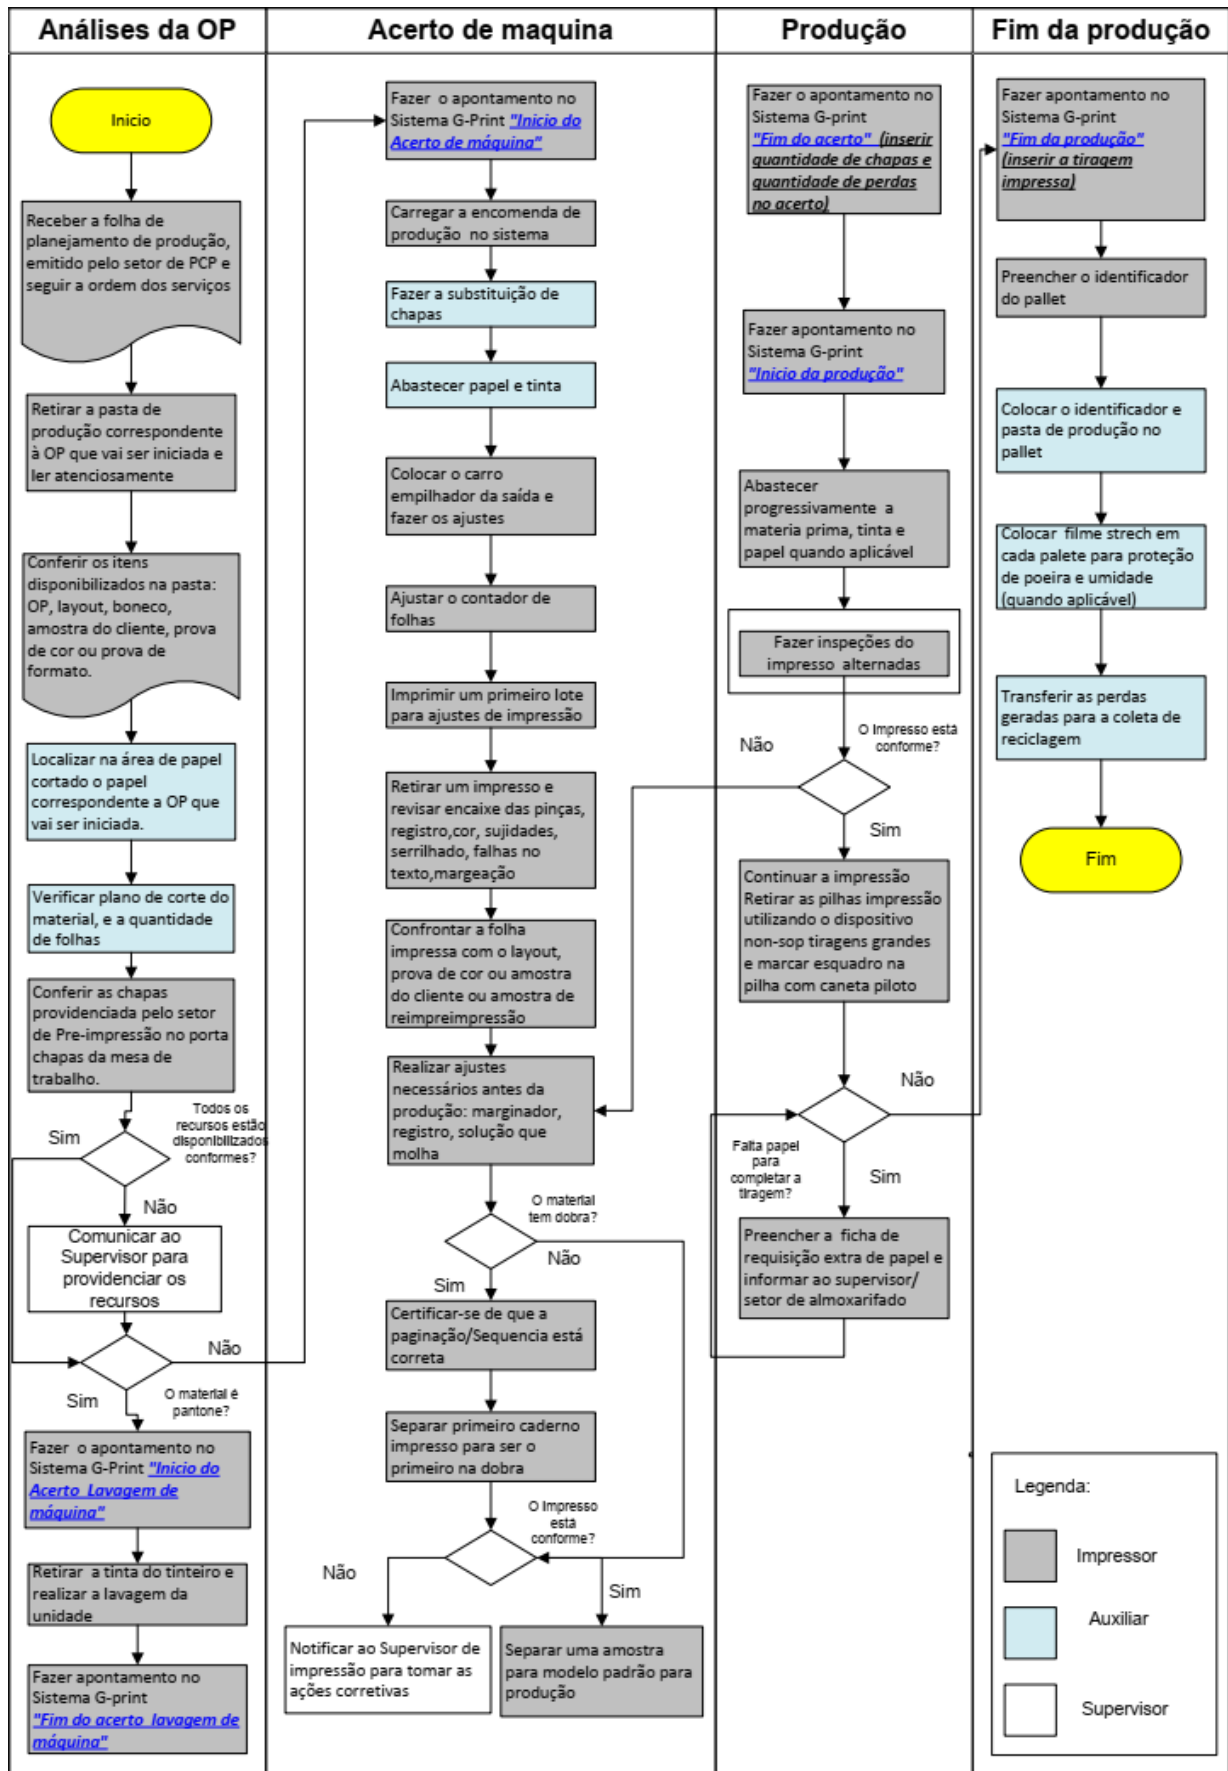 Análises da OP
Inicio
Receber a folha de
planejamento de produção,
emitido pelo setor de PCP e
seguir a ordem dos serviços
Retirar a pasta de
produção correspondente
à OP que vai ser iniciada e
ler atenciosamente
Conferir os itens
disponibilizados na pasta:
OP, layout, boneco,
amostra do cliente, prova
de cor ou prova de
formato.
Localizar na área de papel
cortado o papel
correspondente a OP que
vai ser iniciada.
Verificar plano de corte do
material, e a quantidade
de folhas
Conferir as chapas
providenciada pelo setor
de Pre-impressão no porta
chapas da mesa de
trabalho.
Todos os
recursos estão
disponibilizados
conformes?
Sim
Não
Comunicar ao
Supervisor para
providenciar os
recursos
Não
Sim
O material é
pantone?
Fazer o apontamento no
Sistema G-Print "Inicio do
Acerto Lavagem de
máquina"
Retirar a tinta do tinteiro e
realizar a lavagem da
unidade
Fazer apontamento no
Sistema G-print
"Fim do acerto lavagem de
máquina"
Acerto de maquina
Fazer o apontamento no
Sistema G-Print "Inicio do
Acerto de máquina"
Carregar a encomenda de
produção no sistema
Fazer a substituição de
chapas
Abastecer papel e tinta
Colocar o carro
empilhador da saída e
fazer os ajustes
Ajustar o contador de
folhas
Imprimir um primeiro lote
para ajustes de impressão
Retirar um impresso e
revisar encaixe das pinças,
registro,cor, sujidades,
serrilhado, falhas no
texto,margeação
Confrontar a folha
impressa com o layout,
prova de cor ou amostra
do cliente ou amostra de
reimpreimpressão
Realizar ajustes
necessários antes da
produção: marginador,
registro, solução que
molha
O material
tem dobra?
Não
Sim
Certificar-se de que a
paginação/Sequencia está
correta
Separar primeiro caderno
impresso para ser o
primeiro na dobra
O Impresso
está
conforme?
Não
Sim
Notificar ao Supervisor de
impressão para tomar as
ações corretivas
Separar uma amostra
para modelo padrão para
produção
Produção
Fazer o apontamento no
Sistema G-print
"Fim do acerto" (inserir
quantidade de chapas e
quantidade de perdas
no acerto)
Fazer apontamento no
Sistema G-print
"Inicio da produção"
Abastecer
progressivamente a
materia prima, tinta e
papel quando aplicável
Fazer inspeções do
impresso alternadas
O Impresso está
conforme?
Não
Sim
Continuar a impressão
Retirar as pilhas impressão
utilizando o dispositivo
non-sop tiragens grandes
e marcar esquadro na
pilha com caneta piloto
Não
Falta papel
para
completar a
tiragem?
Sim
Preencher a ficha de
requisição extra de papel e
informar ao supervisor/
setor de almoxarifado
Fim da produção
Fazer apontamento no
Sistema G-print
"Fim da produção"
(inserir a tiragem
impressa)
Preencher o identificador
do pallet
Colocar o identificador e
pasta de produção no
pallet
Colocar filme strech em
cada palete para proteção
de poeira e umidade
(quando aplicável)
Transferir as perdas
geradas para a coleta de
reciclagem
Fim
Legenda:
Impressor
Auxiliar
Supervisor